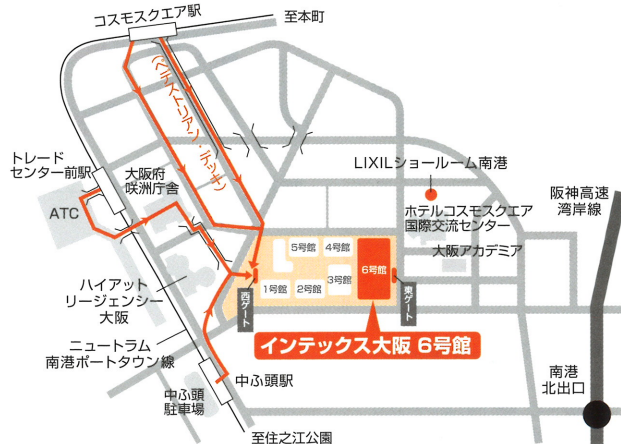 コスモスクエア駅
至本町
(ペデストリアン・デッキ)
トレード
センター前駅
大阪府
咲洲庁舎
ATC
LIXILショールーム南港
阪神高速
湾岸線
ホテルコスモスクエア
国際交流センター
大阪アカデミア
5号館
4号館
6号館
3号館
1号館
2号館
西ゲート
東ゲート
ハイアット
リージェンシー
大阪
インテックス大阪 6号館
ニュートラム
南港ポートタウン線
中ふ頭駅
中ふ頭
駐車場
南港
北出口
至住之江公園